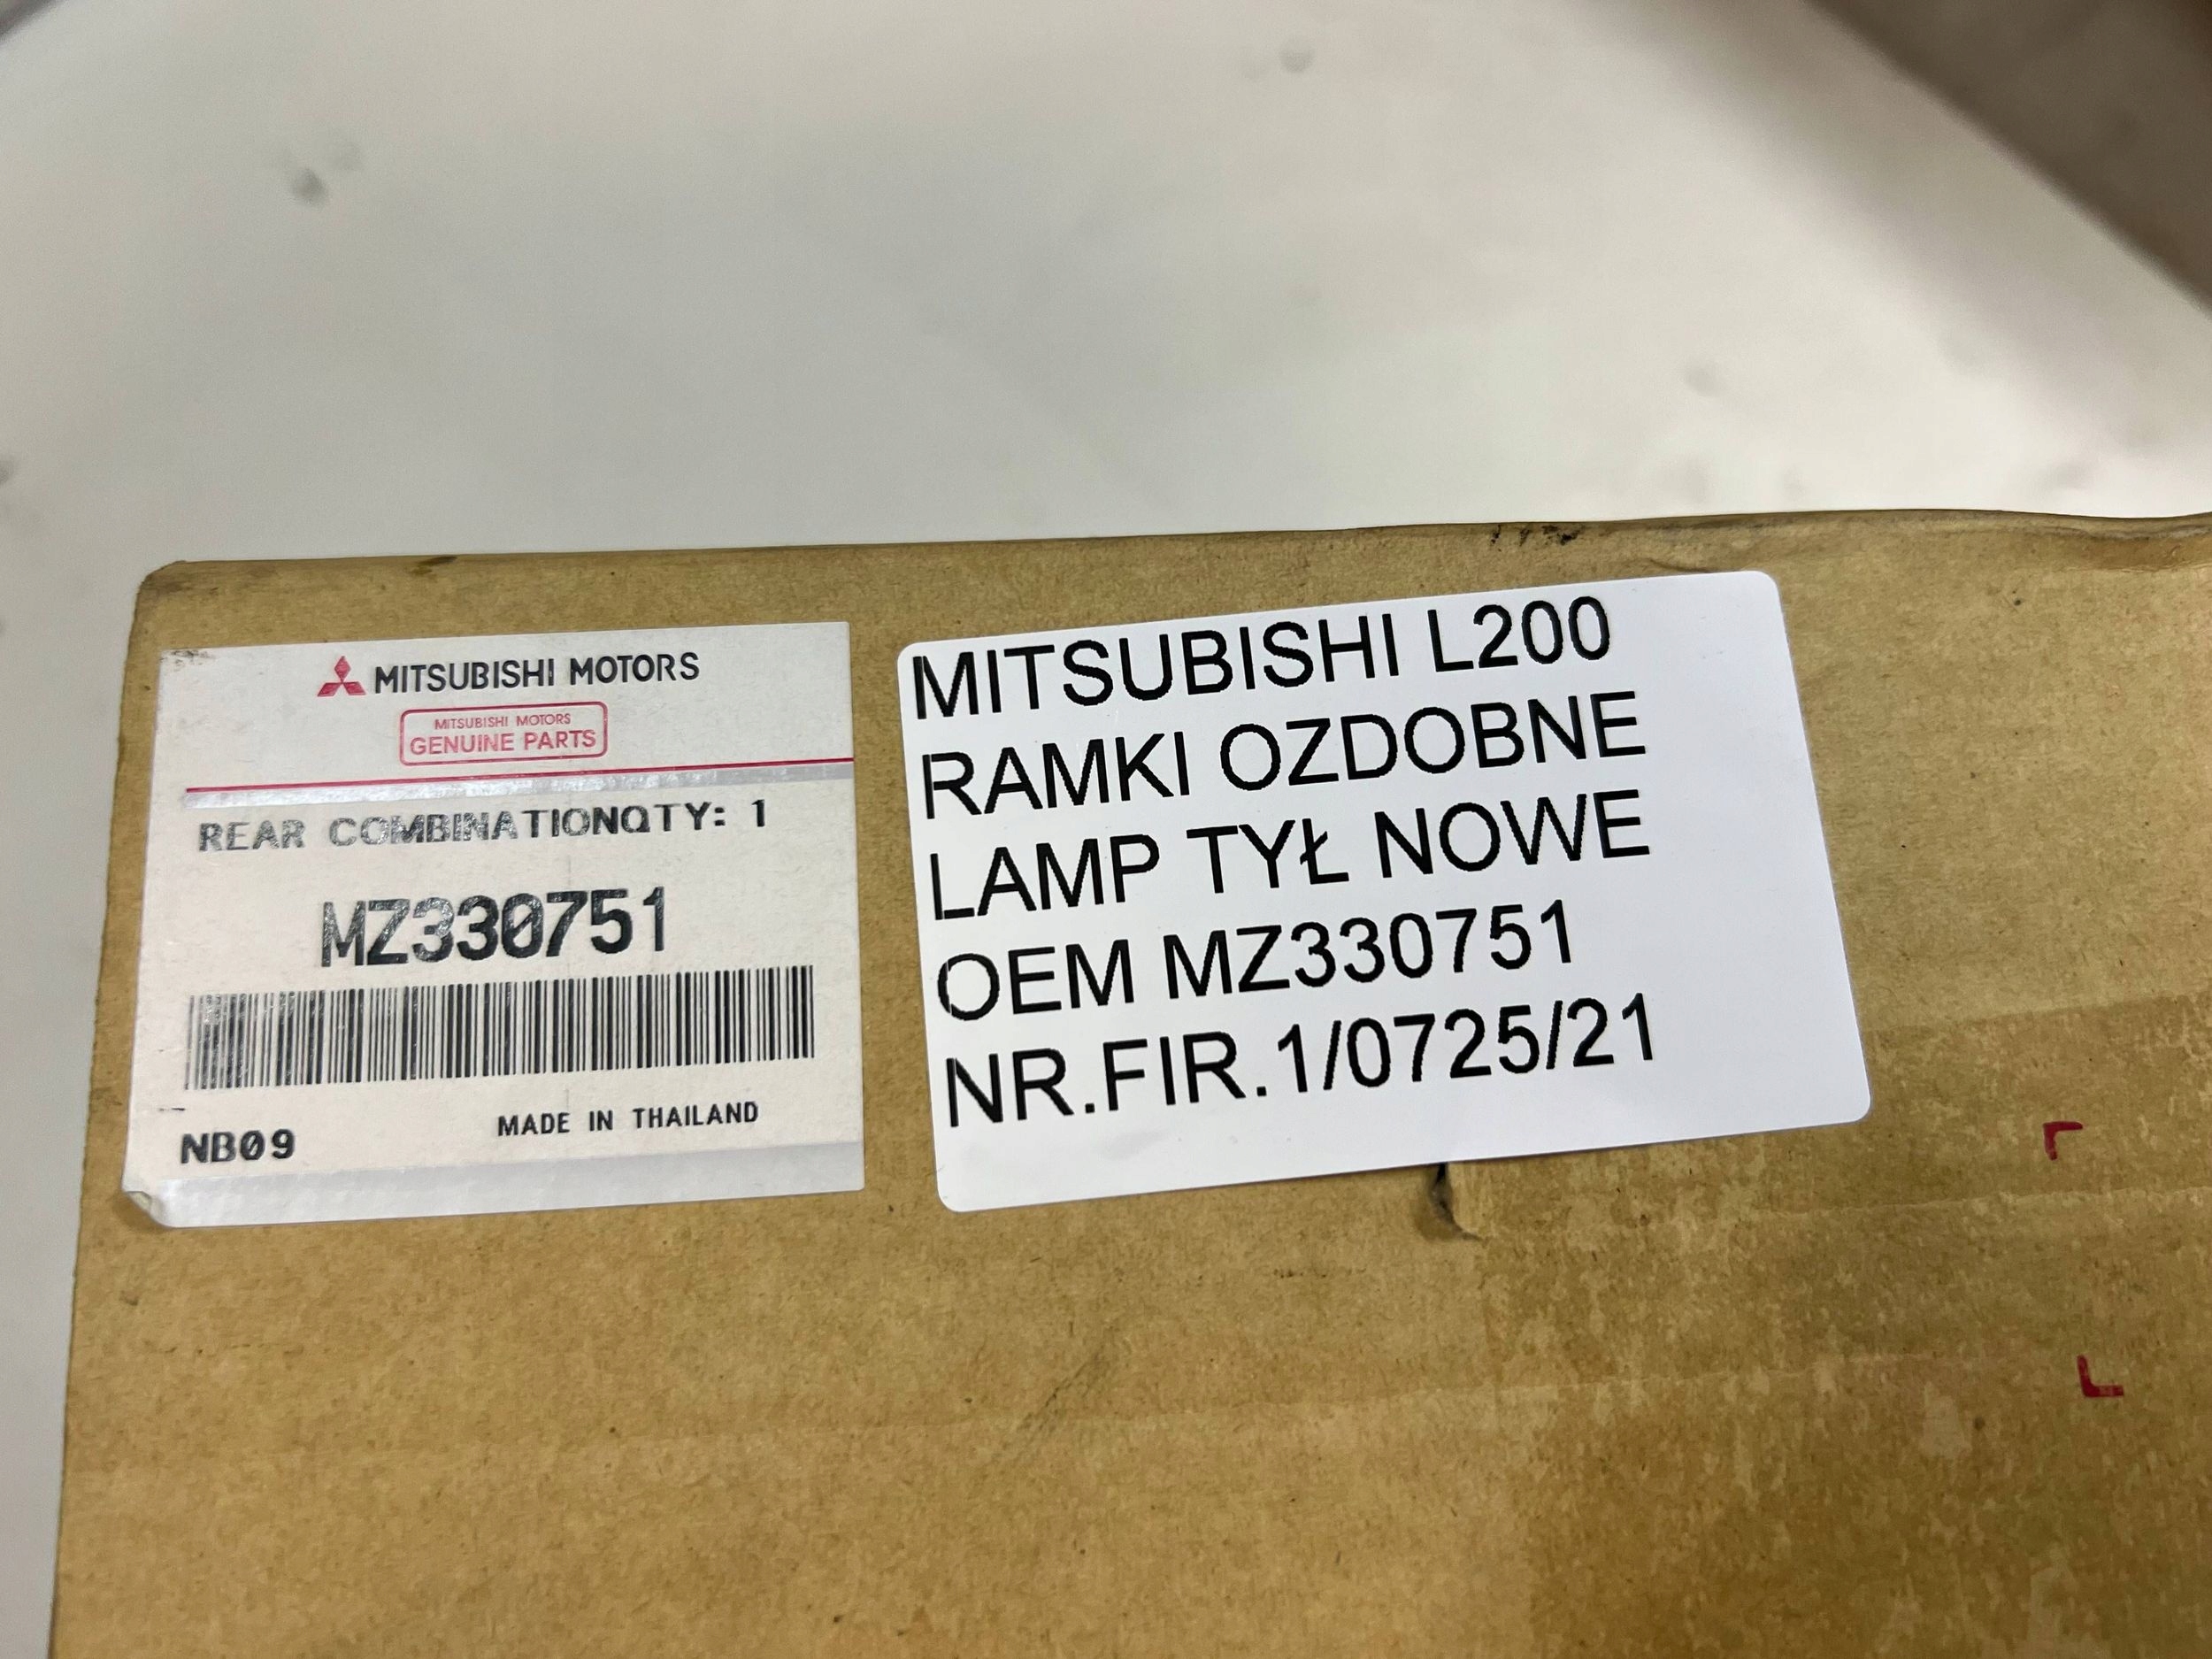 MITSUBISHI MOTORS
MITSUBISHI MOTORS
GENUINE PARTS
REAR COMBINATIONQTY: 1
MZ330751
NB09
MADE IN THAILAND
MITSUBISHI L200
RAMKI OZDOBNE
LAMP TYŁ NOWE
OEM MZ330751
NR.FIR.1/0725/21